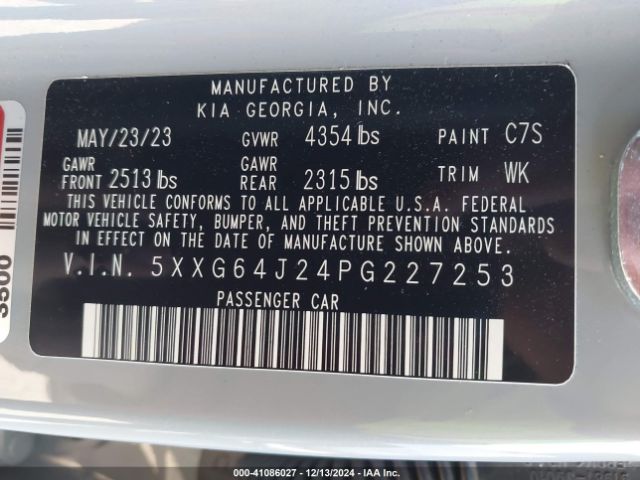 MANUFACTURED BY
KIA GEORGIA, INC.
MAY/23/23 GVWR 4354 lbs PAINT C7S
GAWR FRONT 2513 lbs GAWR REAR 2315 lbs TRIM WK
THIS VEHICLE CONFORMS TO ALL APPLICABLE U.S.A. FEDERAL
MOTOR VEHICLE SAFETY, BUMPER, AND THEFT PREVENTION STANDARDS
IN EFFECT ON THE DATE OF MANUFACTURE SHOWN ABOVE.
V.I.N. 5XXG64J24PG227253
PASSENGER CAR
000-41086027 - 12/13/2024 - IAA, Inc.